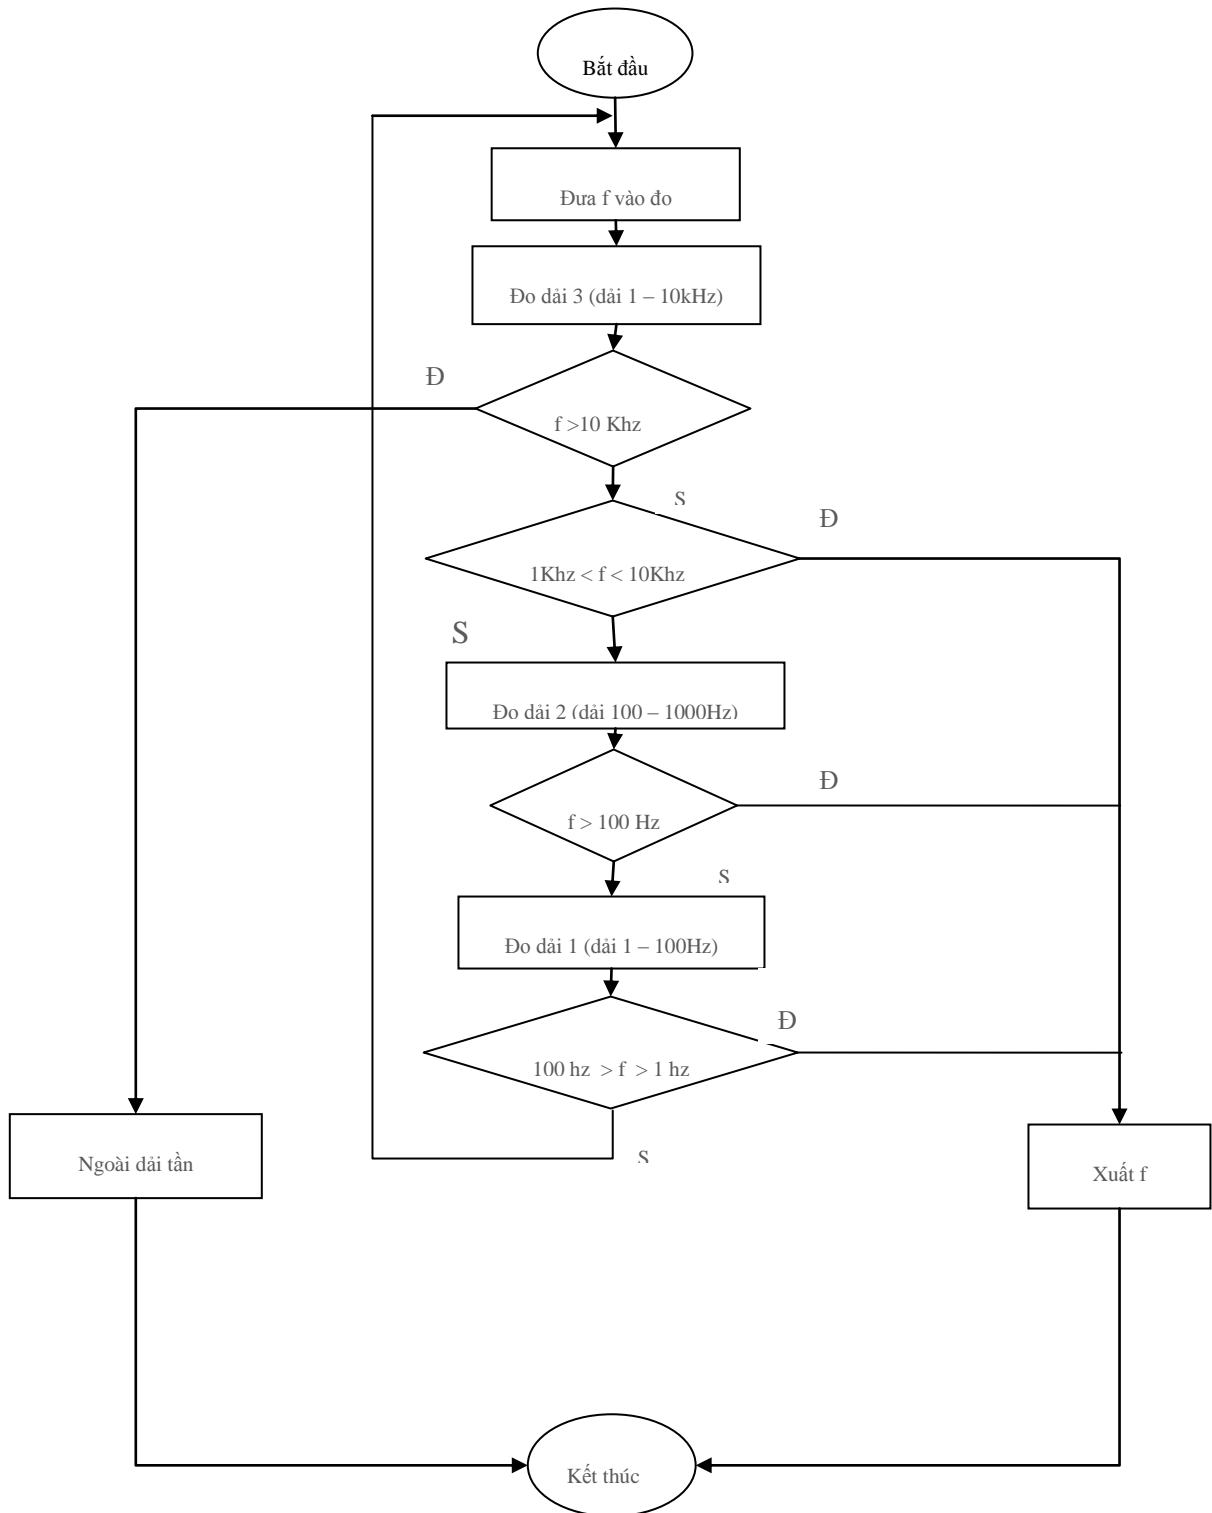 Bắt đầu
Đưa f vào đo
Đo dải 3 (dải 1 – 10kHz)
Đ
f >10 Khz
S
Đ
1Khz < f < 10Khz
S
Đo dải 2 (dải 100 – 1000Hz)
Đ
f > 100 Hz
S
Đo dải 1 (dải 1 – 100Hz)
Đ
100 hz > f > 1 hz
S
Ngoài dải tần
Xuất f
Kết thúc